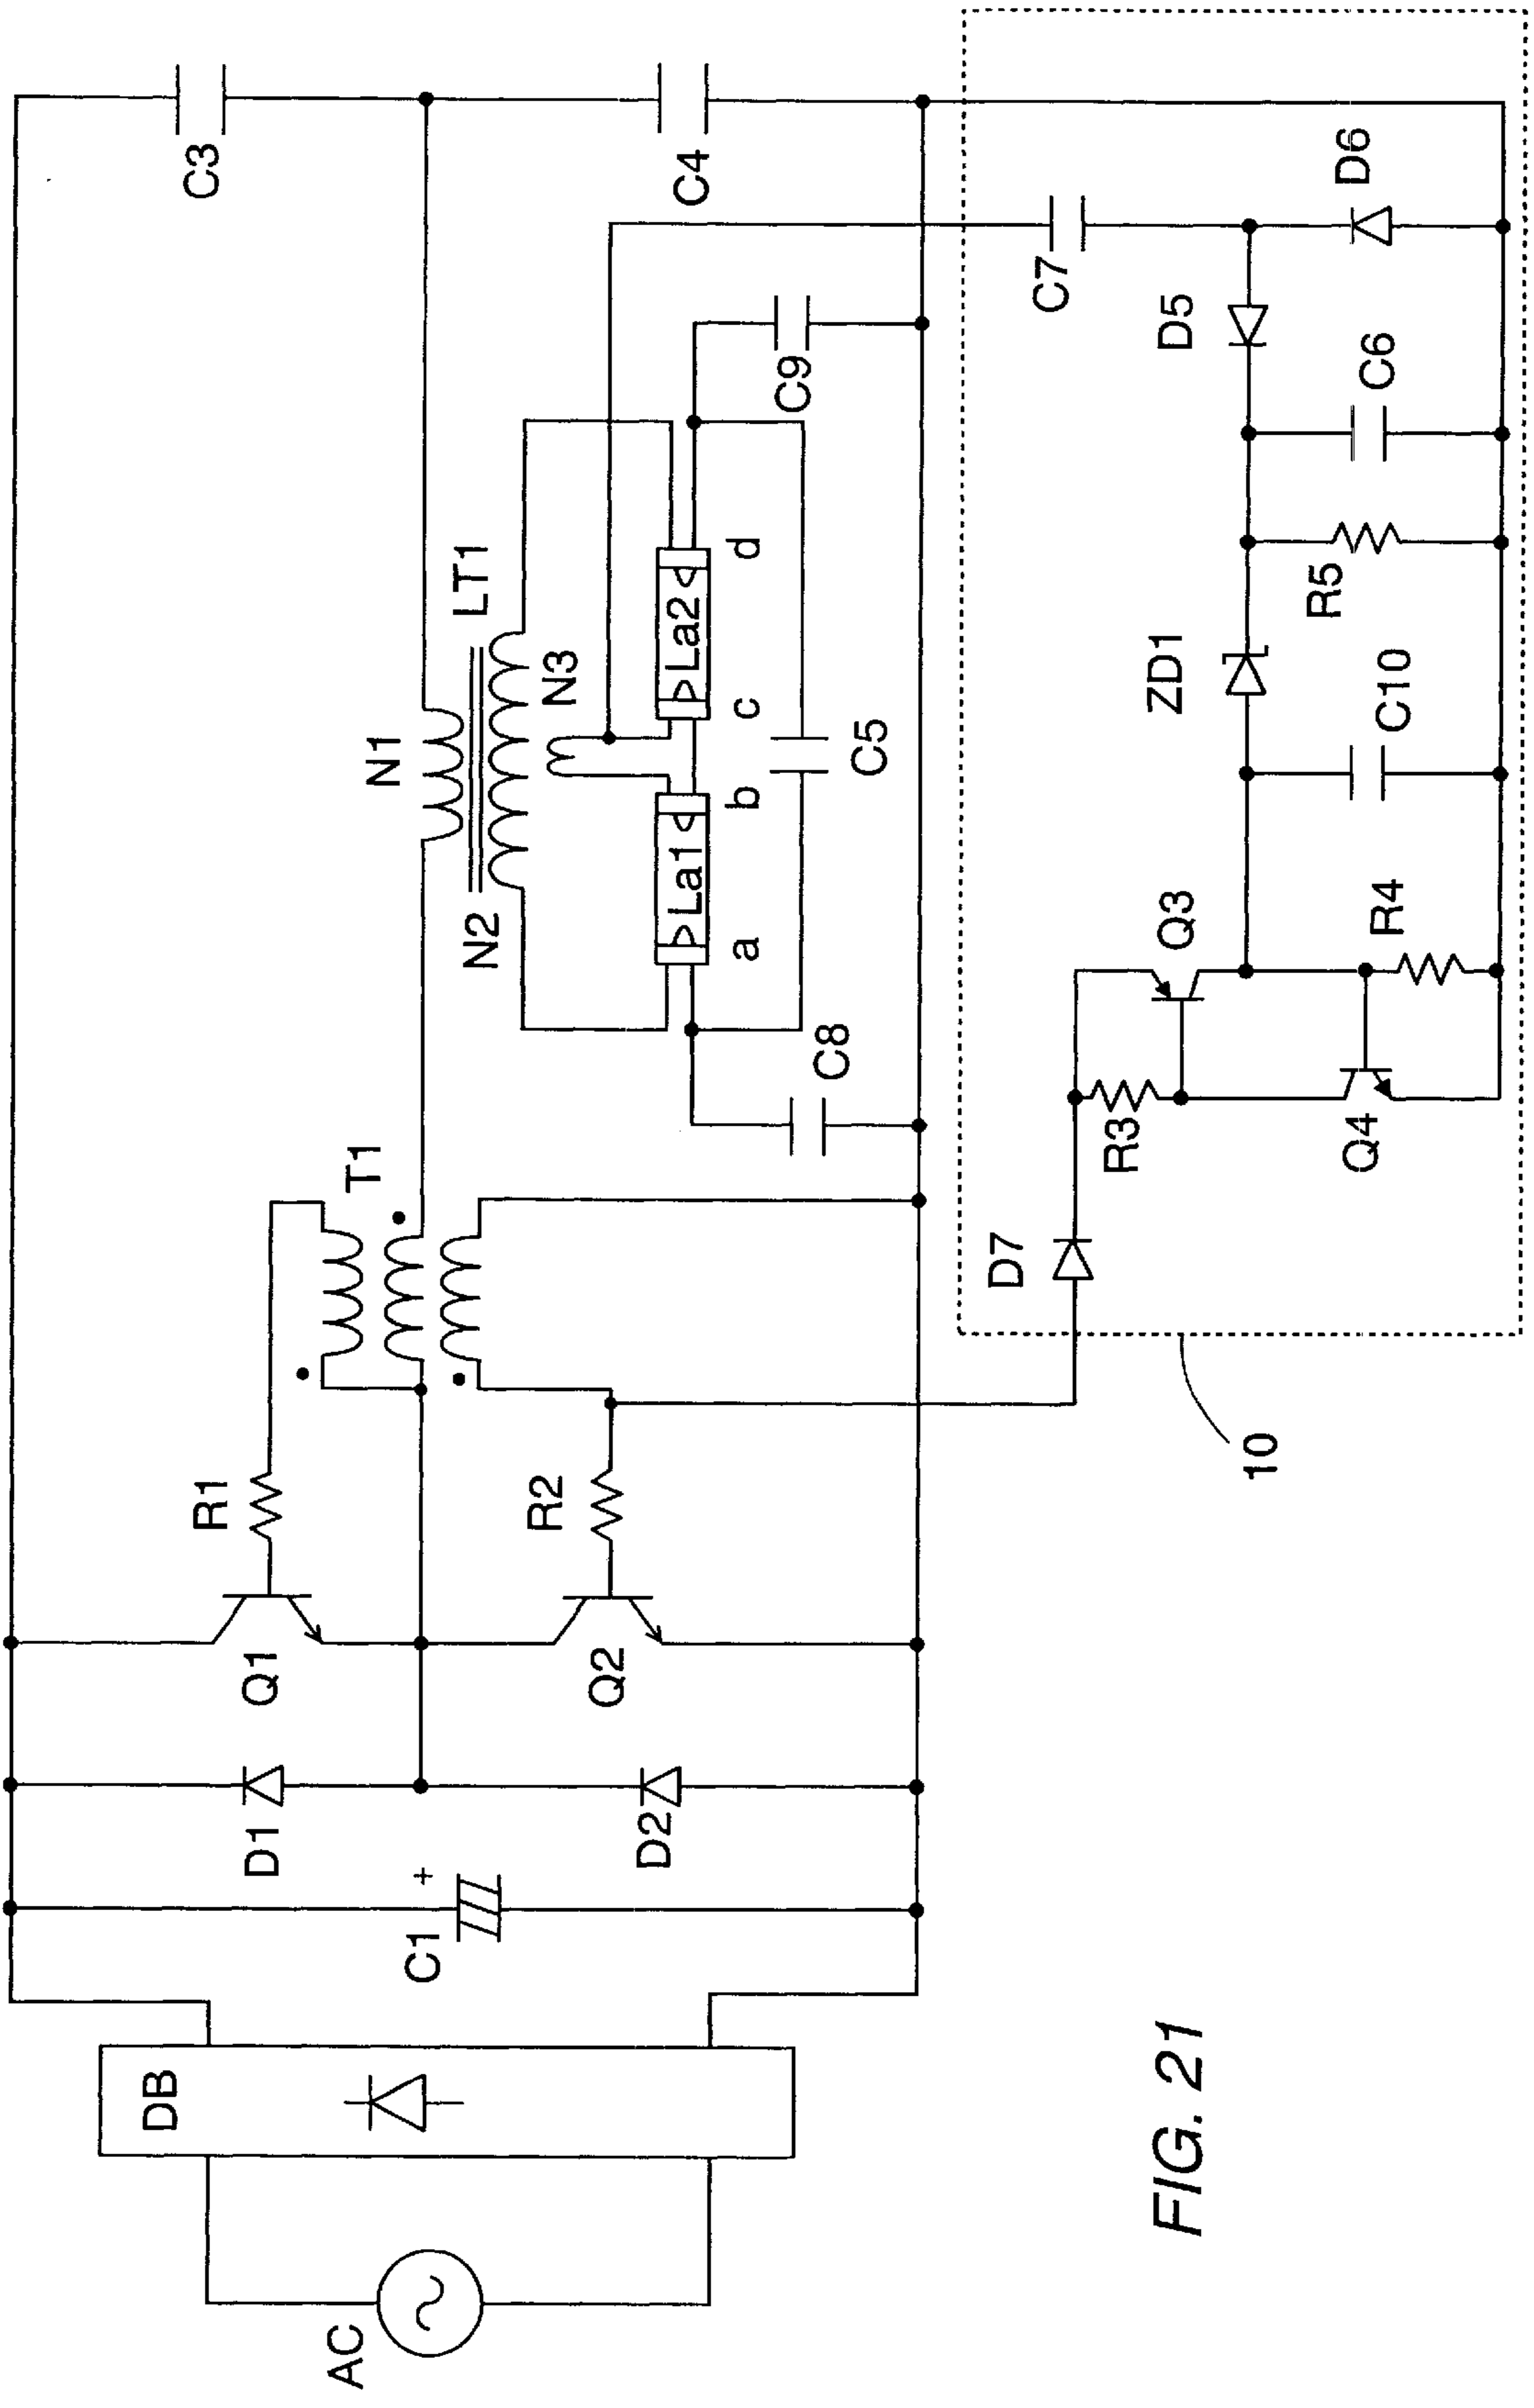 AC
DB
C1
+
D1
D2
Q1
Q2
R1
R2
T1
N1
N2
LT1
N3
La1
La2
a
b
c
d
C8
C5
C9
C3
C4
C7
D6
D5
C6
R5
ZD1
C10
Q3
R4
R3
Q4
D7
10
FIG. 21